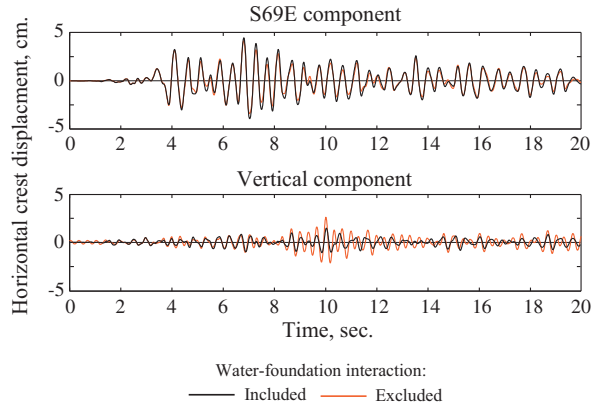 S69E component
Horizontal crest displacment, cm.
5
0
-5
0 2 4 6 8 10 12 14 16 18 20
Vertical component
5
0
-5
0 2 4 6 8 10 12 14 16 18 20
Time, sec.
Water-foundation interaction:
Included Excluded